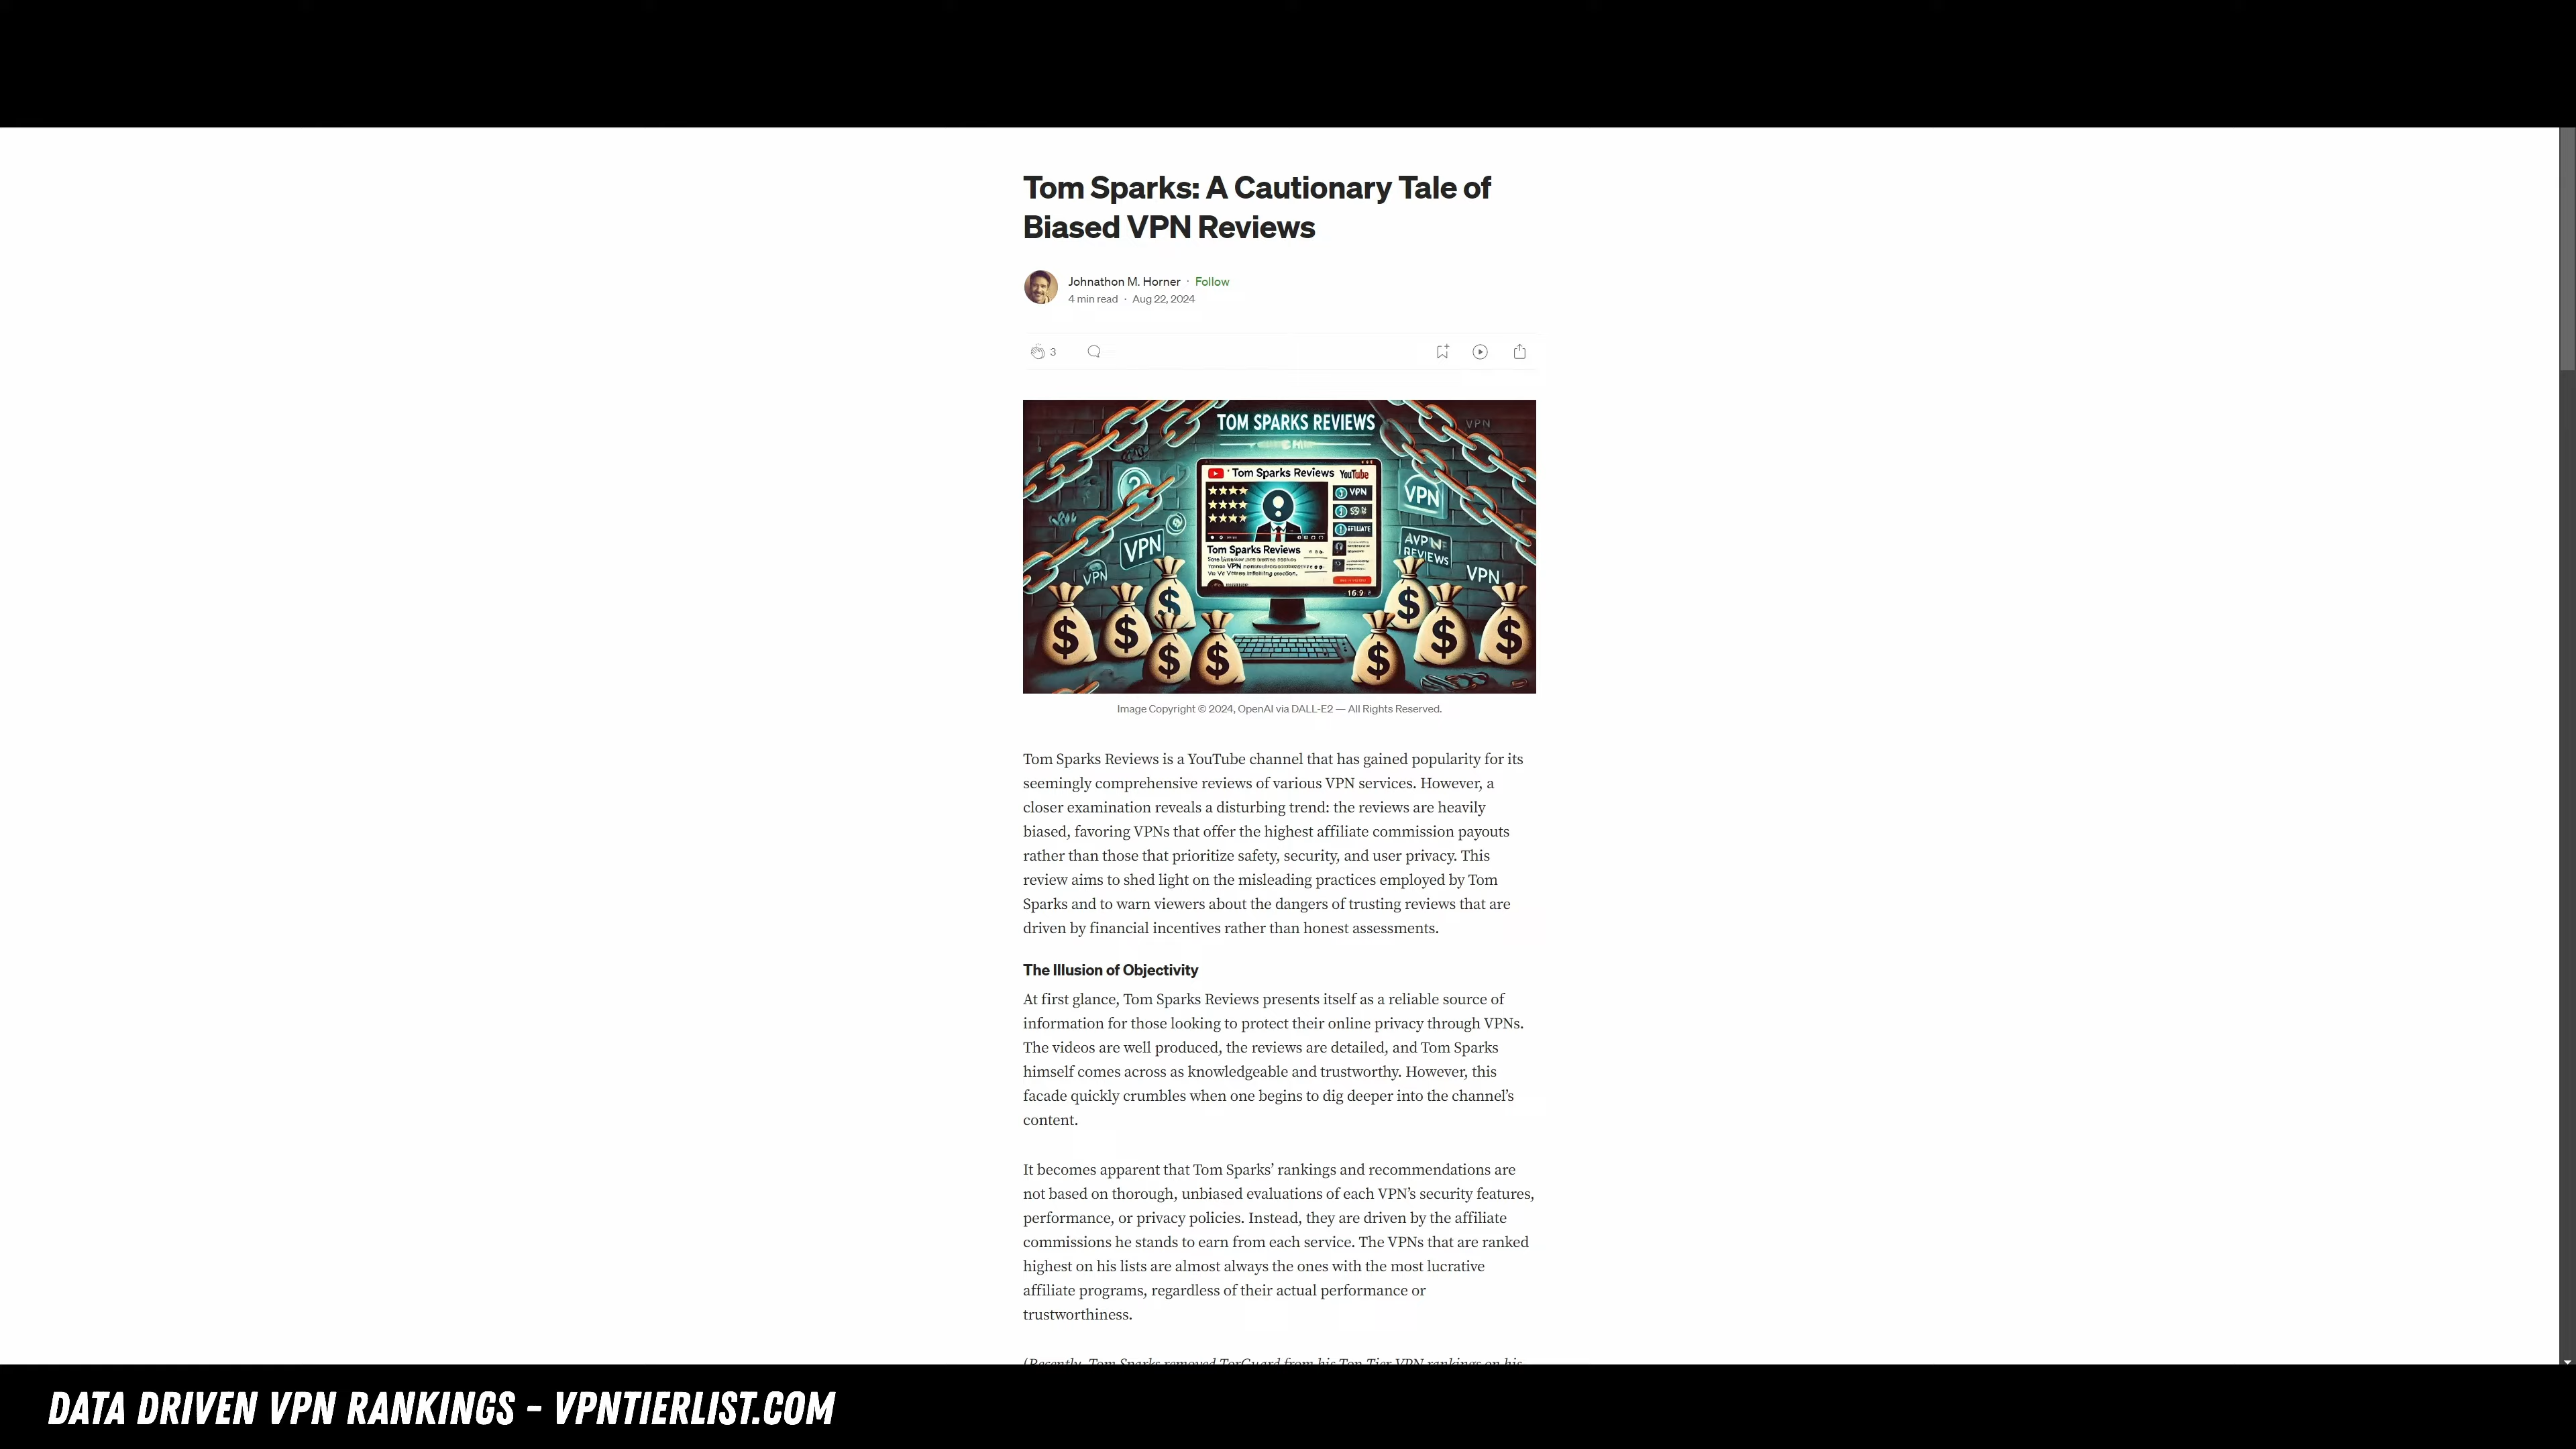 Tom Sparks: A Cautionary Tale of
Biased VPN Reviews
Johnathon M. Horner · Follow
4 min read · Aug 22, 2024
3
TOM SPARKS REVIEWS
VPN
Tom Sparks Reviews YouTube
VPN
VPN
AFFILIATE
VPN
Tom Sparks Reviews
AVPN
REVIEWS
VPN
VPN
16:9
$ $ $ $ $ $ $ $ $
Image Copyright © 2024, OpenAI via DALL-E2 — All Rights Reserved.
Tom Sparks Reviews is a YouTube channel that has gained popularity for its
seemingly comprehensive reviews of various VPN services. However, a
closer examination reveals a disturbing trend: the reviews are heavily
biased, favoring VPNs that offer the highest affiliate commission payouts
rather than those that prioritize safety, security, and user privacy. This
review aims to shed light on the misleading practices employed by Tom
Sparks and to warn viewers about the dangers of trusting reviews that are
driven by financial incentives rather than honest assessments.
The Illusion of Objectivity
At first glance, Tom Sparks Reviews presents itself as a reliable source of
information for those looking to protect their online privacy through VPNs.
The videos are well produced, the reviews are detailed, and Tom Sparks
himself comes across as knowledgeable and trustworthy. However, this
facade quickly crumbles when one begins to dig deeper into the channel's
content.
It becomes apparent that Tom Sparks' rankings and recommendations are
not based on thorough, unbiased evaluations of each VPN's security features,
performance, or privacy policies. Instead, they are driven by the affiliate
commissions he stands to earn from each service. The VPNs that are ranked
highest on his lists are almost always the ones with the most lucrative
affiliate programs, regardless of their actual performance or
trustworthiness.
(Recently, Tom Sparks removed TorGuard from his Top Tier VPN rankings on his
DATA DRIVEN VPN RANKINGS - VPNTIERLIST.COM